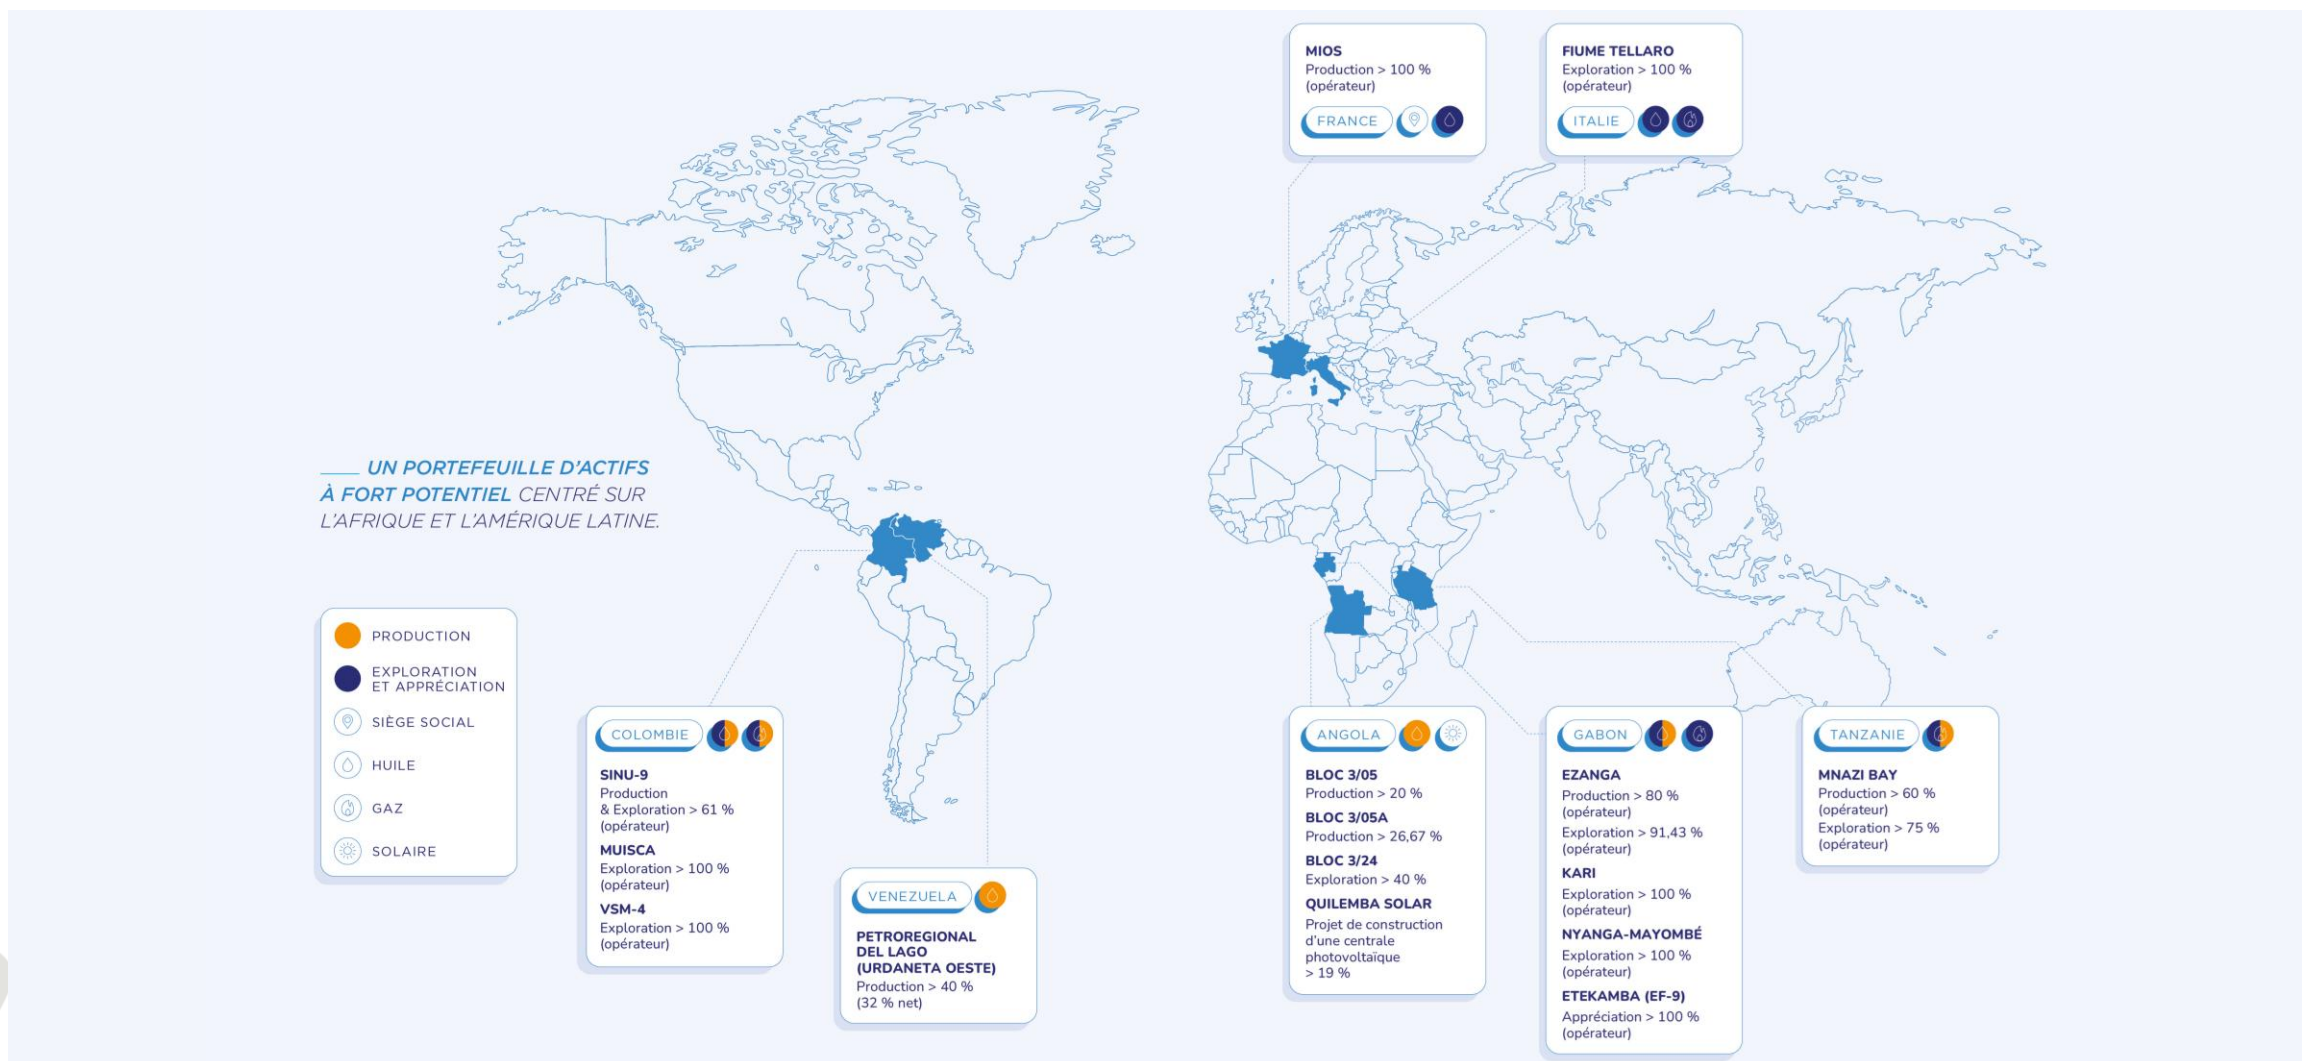 MIOS
Production > 100 %
(opérateur)
FRANCE
FIUME TELLARO
Exploration > 100 %
(opérateur)
ITALIE
UN PORTEFEUILLE D'ACTIFS
À FORT POTENTIEL CENTRÉ SUR
L'AFRIQUE ET L'AMÉRIQUE LATINE.
PRODUCTION
EXPLORATION
ET APPRÉCIATION
SIÈGE SOCIAL
HUILE
GAZ
SOLAIRE
COLOMBIE
SINU-9
Production
& Exploration > 61 %
(opérateur)
MUISCA
Exploration > 100 %
(opérateur)
VSM-4
Exploration > 100 %
(opérateur)
VENEZUELA
PETROREGIONAL
DEL LAGO
(URDANETA OESTE)
Production > 40 %
(32 % net)
ANGOLA
BLOC 3/05
Production > 20 %
BLOC 3/05A
Production > 26,67 %
BLOC 3/24
Exploration > 40 %
QUILEMBA SOLAR
Projet de construction
d'une centrale
photovoltaïque
> 19 %
GABON
EZANGA
Production > 80 %
(opérateur)
Exploration > 91,43 %
(opérateur)
KARI
Exploration > 100 %
(opérateur)
NYANGA-MAYOMBÉ
Exploration > 100 %
(opérateur)
ETEKAMBA (EF-9)
Appréciation > 100 %
(opérateur)
TANZANIE
MNAZI BAY
Production > 60 %
(opérateur)
Exploration > 75 %
(opérateur)